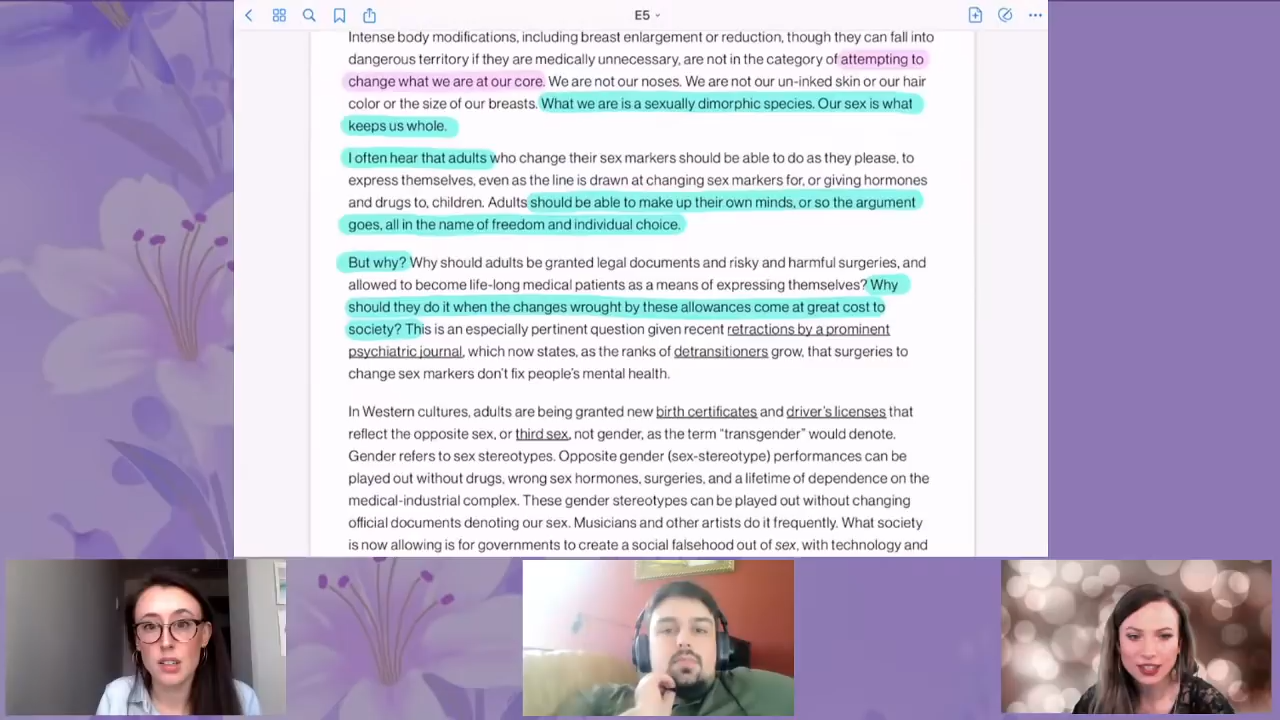 E5
Intense body modifications, including breast enlargement or reduction, though they can fall into
dangerous territory if they are medically unnecessary, are not in the category of attempting to
change what we are at our core. We are not our noses. We are not our un-inked skin or our hair
color or the size of our breasts. What we are is a sexually dimorphic species. Our sex is what
keeps us whole.
I often hear that adults who change their sex markers should be able to do as they please, to
express themselves, even as the line is drawn at changing sex markers for, or giving hormones
and drugs to, children. Adults should be able to make up their own minds, or so the argument
goes, all in the name of freedom and individual choice.
But why? Why should adults be granted legal documents and risky and harmful surgeries, and
allowed to become life-long medical patients as a means of expressing themselves? Why
should they do it when the changes wrought by these allowances come at great cost to
society? This is an especially pertinent question given recent retractions by a prominent
psychiatric journal, which now states, as the ranks of detransitioners grow, that surgeries to
change sex markers don't fix people's mental health.
In Western cultures, adults are being granted new birth certificates and driver's licenses that
reflect the opposite sex, or third sex, not gender, as the term “transgender” would denote.
Gender refers to sex stereotypes. Opposite gender (sex-stereotype) performances can be
played out without drugs, wrong sex hormones, surgeries, and a lifetime of dependence on the
medical-industrial complex. These gender stereotypes can be played out without changing
official documents denoting our sex. Musicians and other artists do it frequently. What society
is now allowing is for governments to create a social falsehood out of sex, with technology and